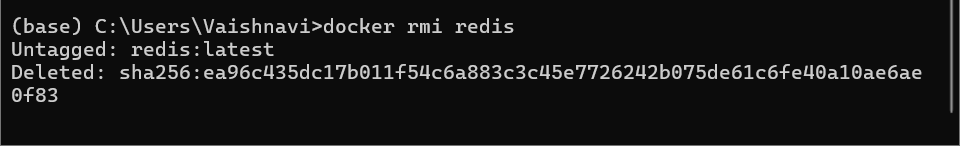 (base) C:\Users\Vaishnavi>docker rmi redis
Untagged: redis:latest
Deleted: sha256:ea96c435dc17b011f54c6a883c3c45e7726242b075de61c6fe40a10ae6ae
0f83